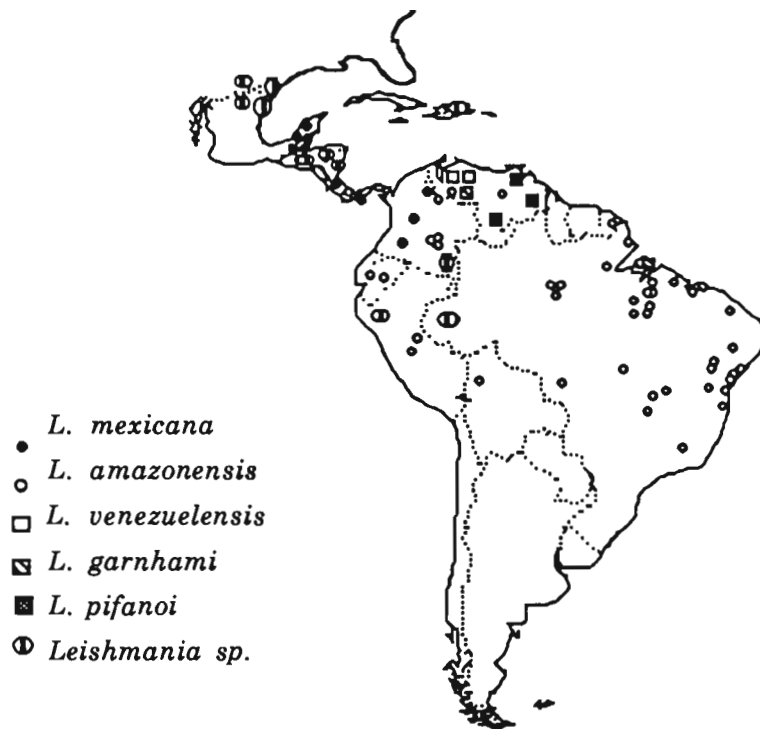 L. mexicana
L. amazonensis
L. venezuelensis
L. garnhami
L. pifanoi
Leishmania sp.